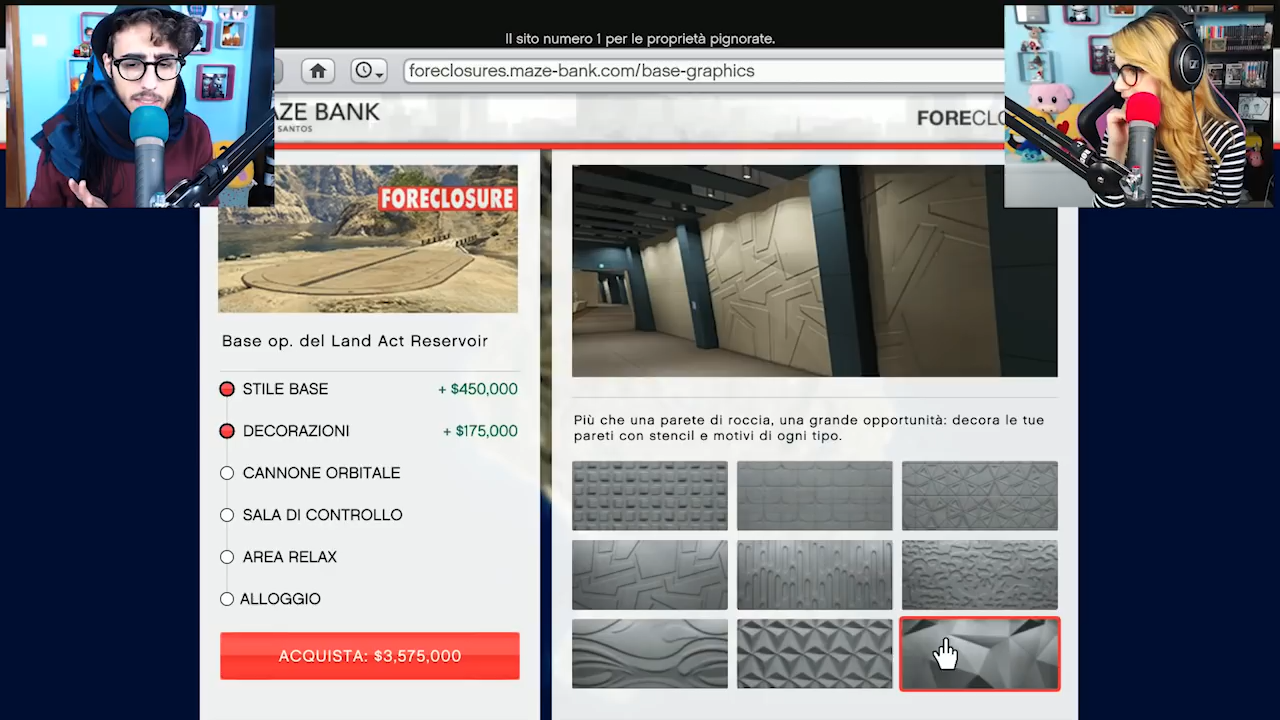 Il sito numero 1 per le proprietà pignorate.
foreclosures.maze-bank.com/base-graphics
AZE BANK
SANTOS
FORECLO
FORECLOSURE
Base op. del Land Act Reservoir
STILE BASE + $450,000
DECORAZIONI + $175,000
CANNONE ORBITALE
SALA DI CONTROLLO
AREA RELAX
ALLOGGIO
ACQUISTA: $3,575,000
Più che una parete di roccia, una grande opportunità: decora le tue
pareti con stencil e motivi di ogni tipo.